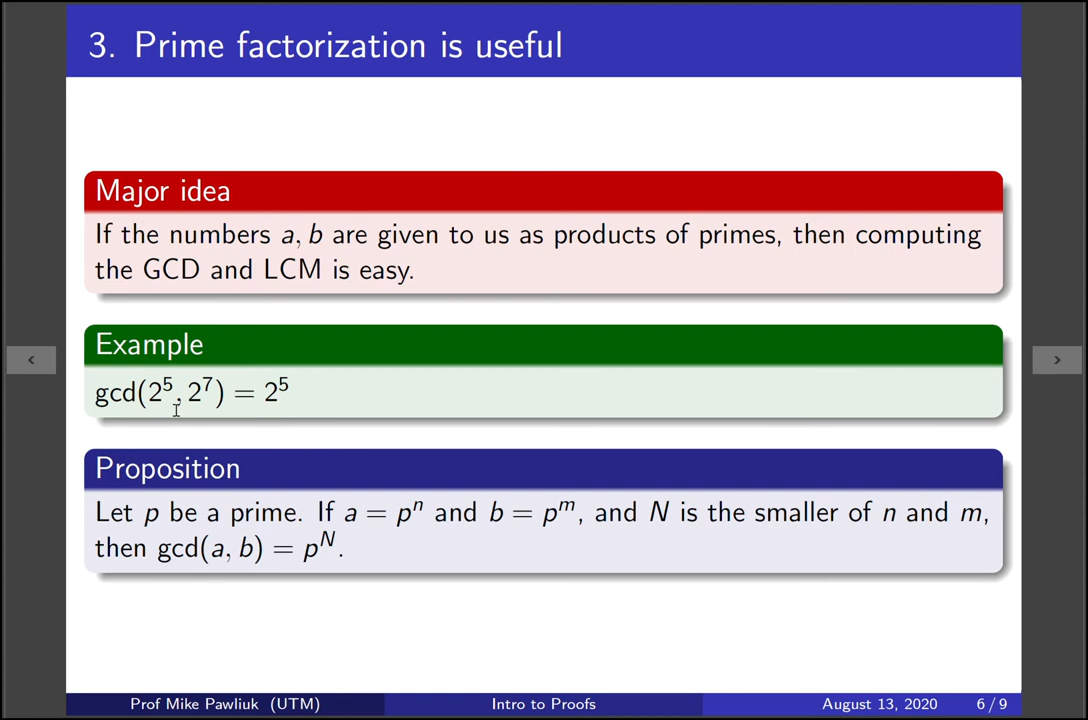 3. Prime factorization is useful
Major idea
If the numbers a, b are given to us as products of primes, then computing
the GCD and LCM is easy.
Example
gcd(2⁵, 2⁷) = 2⁵
Proposition
Let p be a prime. If a = pⁿ and b = pᵐ, and N is the smaller of n and m,
then gcd(a, b) = pᴺ.
<
>
Prof Mike Pawliuk (UTM) Intro to Proofs August 13, 2020 6 / 9